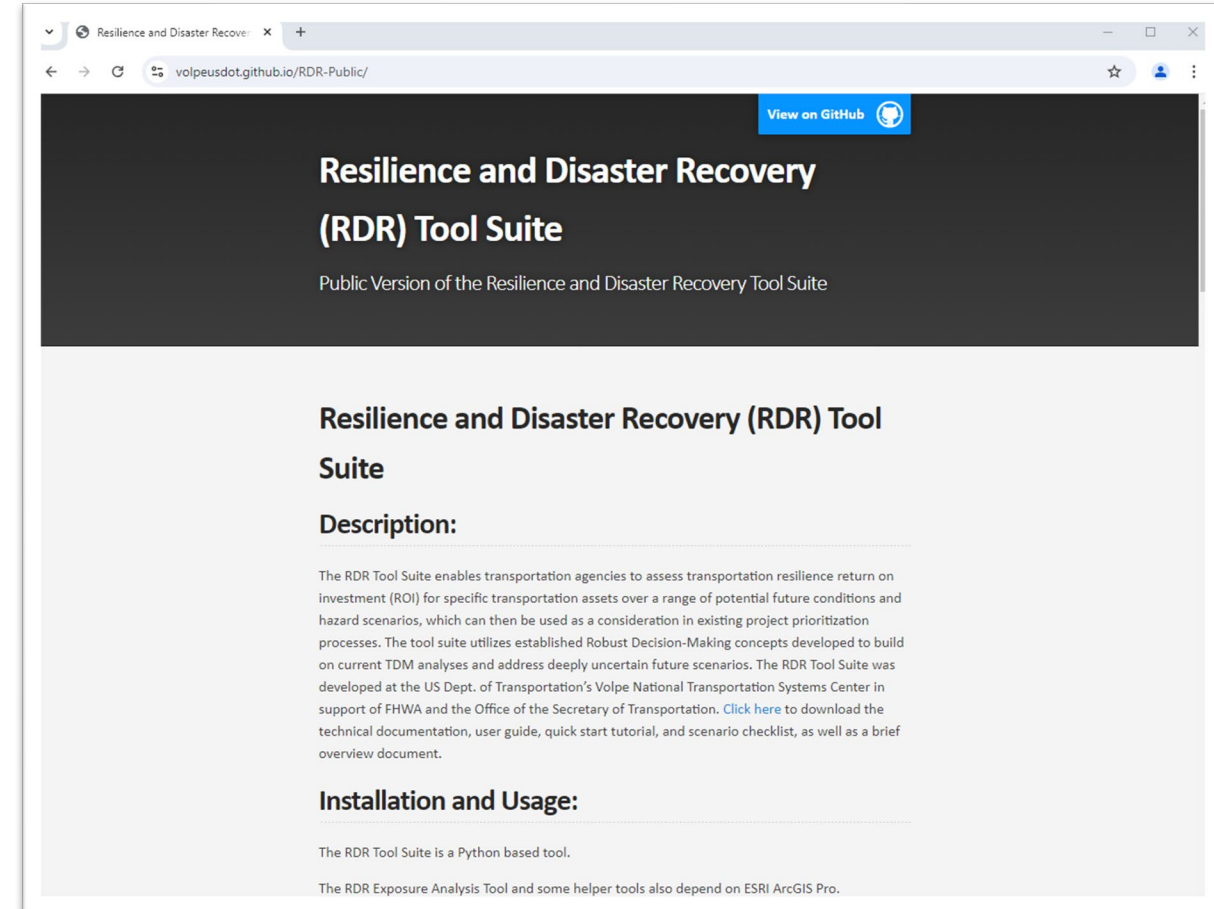 Resilience and Disaster Recover
volpeusdot.github.io/RDR-Public/
View on GitHub
Resilience and Disaster Recovery
(RDR) Tool Suite
Public Version of the Resilience and Disaster Recovery Tool Suite
Resilience and Disaster Recovery (RDR) Tool
Suite
Description:
The RDR Tool Suite enables transportation agencies to assess transportation resilience return on
investment (ROI) for specific transportation assets over a range of potential future conditions and
hazard scenarios, which can then be used as a consideration in existing project prioritization
processes. The tool suite utilizes established Robust Decision-Making concepts developed to build
on current TDM analyses and address deeply uncertain future scenarios. The RDR Tool Suite was
developed at the US Dept. of Transportation's Volpe National Transportation Systems Center in
support of FHWA and the Office of the Secretary of Transportation. Click here to download the
technical documentation, user guide, quick start tutorial, and scenario checklist, as well as a brief
overview document.
Installation and Usage:
The RDR Tool Suite is a Python based tool.
The RDR Exposure Analysis Tool and some helper tools also depend on ESRI ArcGIS Pro.